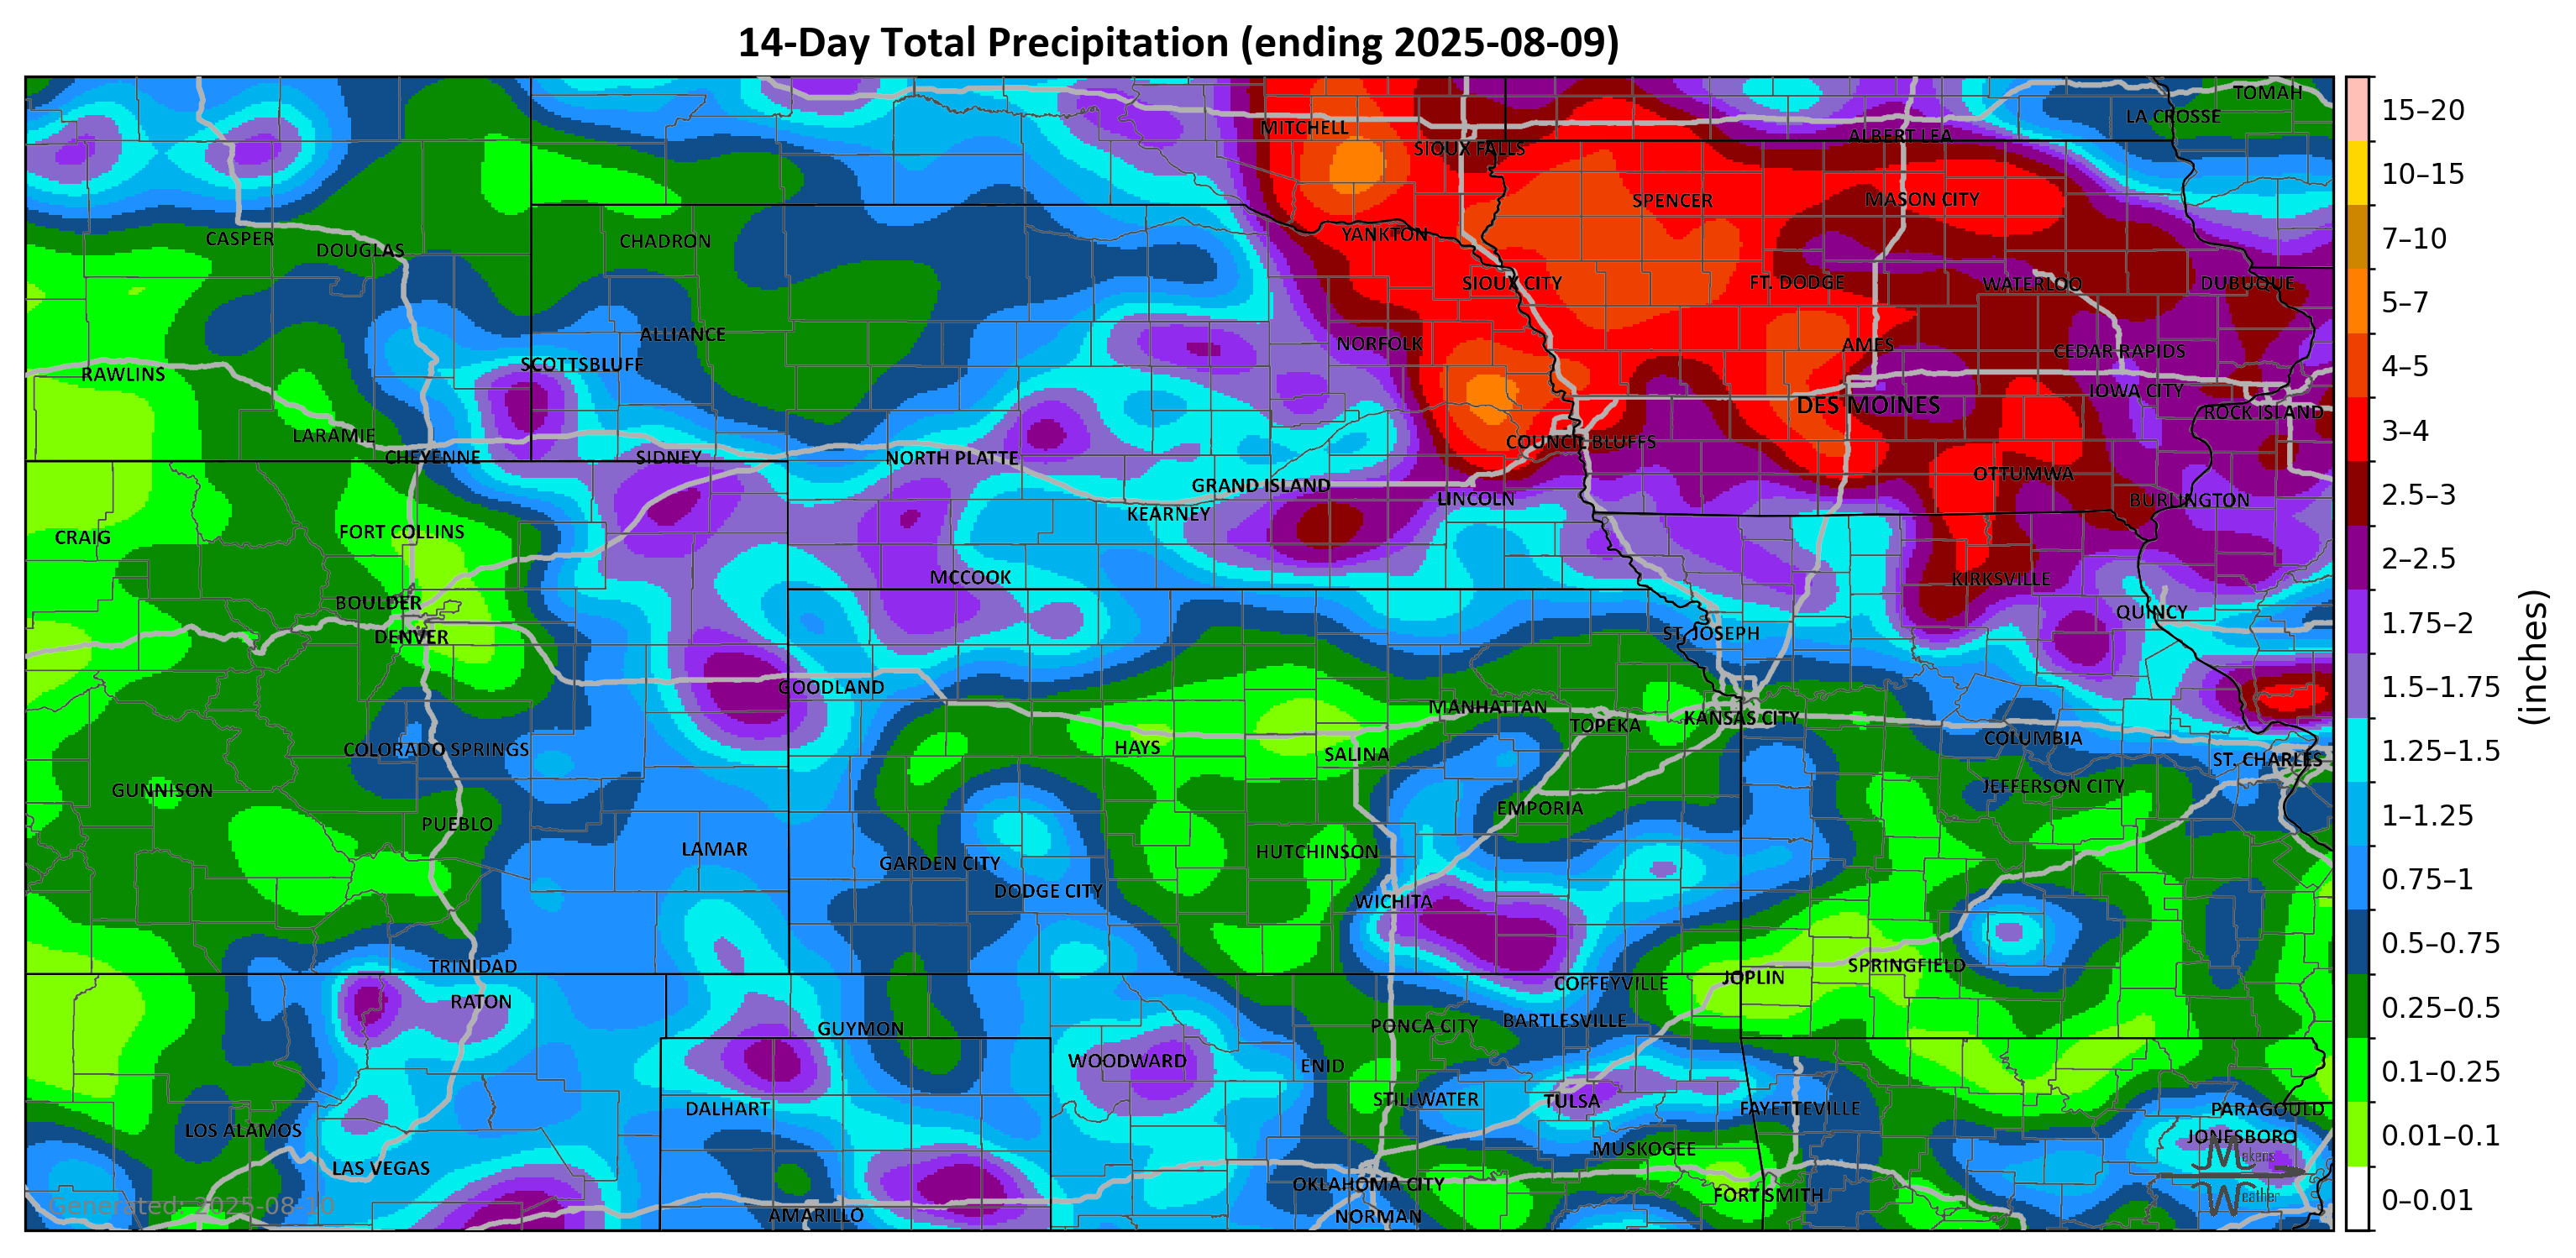 14-Day Total Precipitation (ending 2025-08-09)
TOMAH
LA CROSSE
MITCHELL
ALBERT LEA
SIOUX FALLS
SPENCER
MASON CITY
YANKTON
CASPER
DOUGLAS
CHADRON
SIOUX CITY
FT. DODGE
WATERLOO
DUBUQUE
ALLIANCE
NORFOLK
AMES
CEDAR RAPIDS
SCOTTSBLUFF
RAWLINS
IOWA CITY
DES MOINES
ROCK ISLAND
LARAMIE
COUNCIL BLUFFS
CHEYENNE
SIDNEY
NORTH PLATTE
OTTUMWA
GRAND ISLAND
LINCOLN
BURLINGTON
KEARNEY
FORT COLLINS
CRAIG
MCCOOK
KIRKSVILLE
BOULDER
QUINCY
DENVER
ST. JOSEPH
GOODLAND
MANHATTAN
KANSAS CITY
TOPEKA
COLUMBIA
COLORADO SPRINGS
HAYS
SALINA
ST. CHARLES
GUNNISON
JEFFERSON CITY
EMPORIA
PUEBLO
LAMAR
HUTCHINSON
GARDEN CITY
DODGE CITY
WICHITA
TRINIDAD
SPRINGFIELD
JOPLIN
COFFEYVILLE
RATON
BARTLESVILLE
GUYMON
PONCA CITY
WOODWARD
ENID
STILLWATER
TULSA
DALHART
FAYETTEVILLE
PARAGOULD
LOS ALAMOS
JONESBORO
MUSKOGEE
LAS VEGAS
OKLAHOMA CITY
FORT SMITH
AMARILLO
NORMAN
Generated: 2025-08-10
Makens
Weather
15–20
10–15
7–10
5–7
4–5
3–4
2.5–3
2–2.5
1.75–2
1.5–1.75
1.25–1.5
1–1.25
0.75–1
0.5–0.75
0.25–0.5
0.1–0.25
0.01–0.1
0–0.01
(inches)